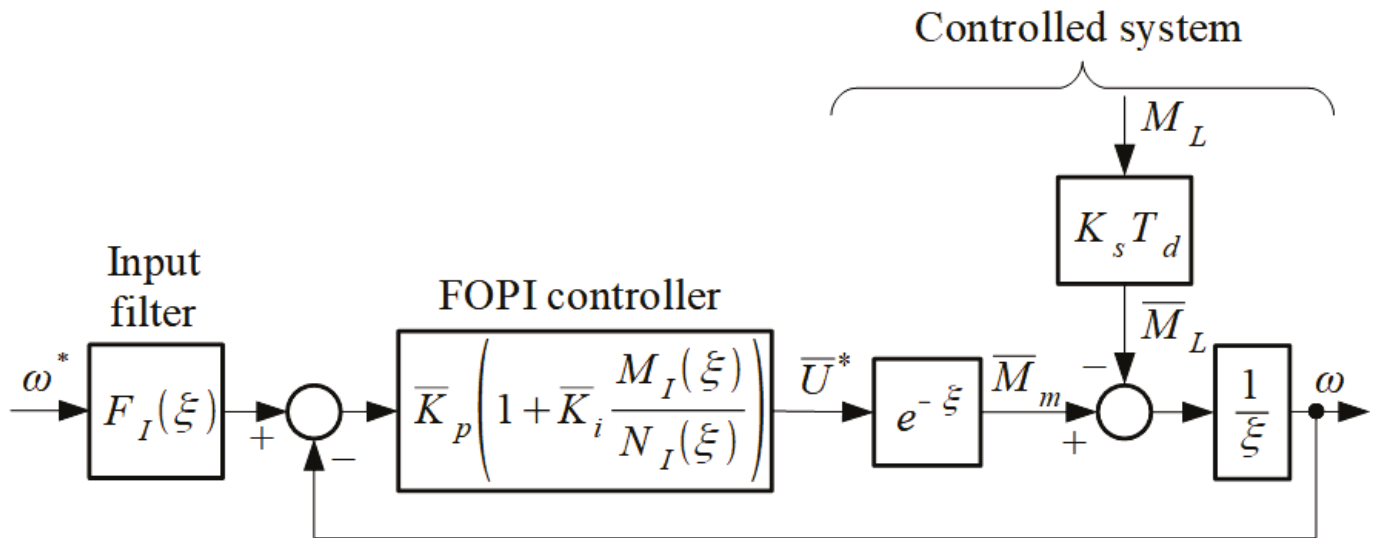 Controlled system
M_L
K_s T_d
Input
filter
FOPI controller
M̅_L
ω*
F_I(ξ)
+
−
K̅_p(1+K̅_i M_I(ξ)/N_I(ξ))
U̅*
e^{-ξ}
M̅_m
−
+
1/ξ
ω